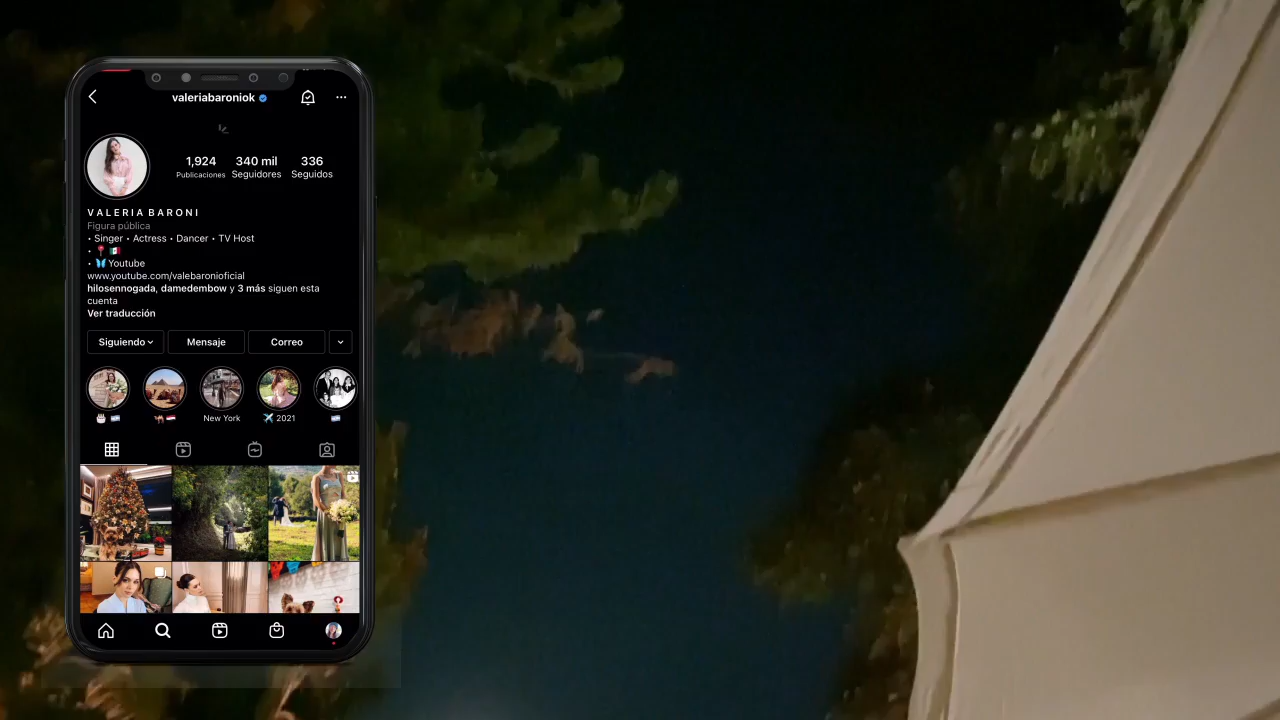 valeriabaroniok
1,924 340 mil 336
Publicaciones Seguidores Seguidos
VALERIA BARONI
Figura pública
• Singer • Actress • Dancer • TV Host
• 📍 🇲🇽
• 🦋 Youtube
www.youtube.com/valebaronioficial
hilosennogada, damedembow y 3 más siguen esta
cuenta
Ver traducción
Siguiendo Mensaje Correo
New York ✈️ 2021